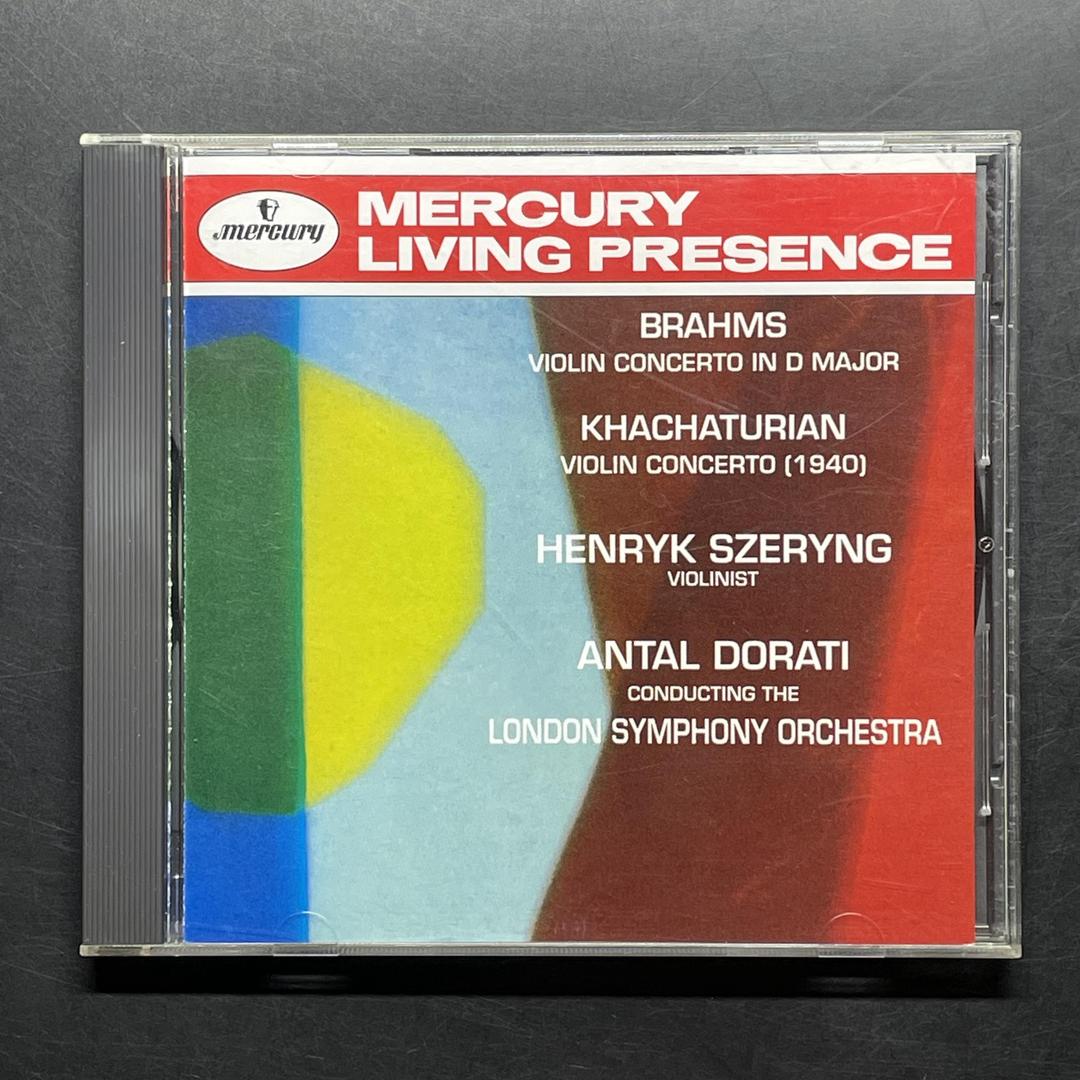 mercury
MERCURY
LIVING PRESENCE
BRAHMS
VIOLIN CONCERTO IN D MAJOR
KHACHATURIAN
VIOLIN CONCERTO (1940)
HENRYK SZERYNG
VIOLINIST
ANTAL DORATI
CONDUCTING THE
LONDON SYMPHONY ORCHESTRA